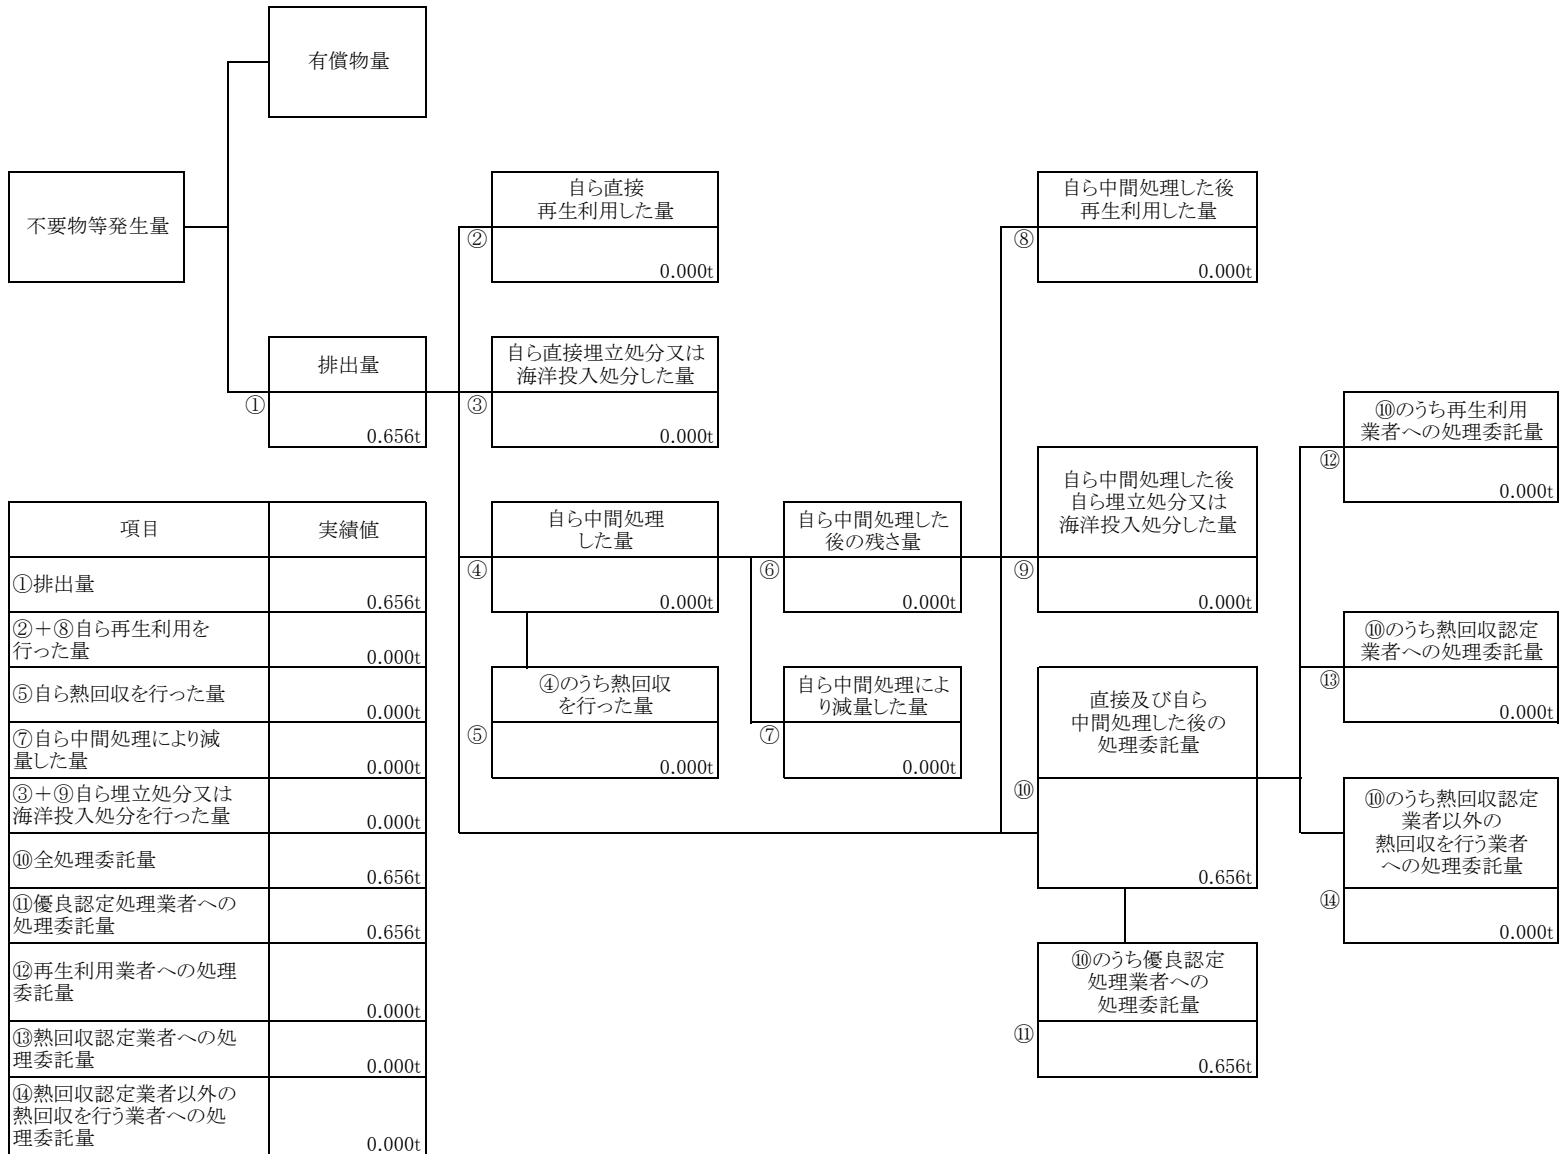 有償物量
不要物等発生量
自ら直接
再生利用した量
②
0.000t
自ら中間処理した後
再生利用した量
⑧
0.000t
排出量
①
0.656t
自ら直接埋立処分又は
海洋投入処分した量
③
0.000t
⑩のうち再生利用
業者への処理委託量
⑫
0.000t
自ら中間処理
した量
④
0.000t
自ら中間処理した
後の残さ量
⑥
0.000t
自ら中間処理した後
自ら埋立処分又は
海洋投入処分した量
⑨
0.000t
⑩のうち熱回収認定
業者への処理委託量
⑬
0.000t
④のうち熱回収
を行った量
⑤
0.000t
自ら中間処理によ
り減量した量
⑦
0.000t
直接及び自ら
中間処理した後の
処理委託量
⑩
0.656t
⑩のうち熱回収認定
業者以外の
熱回収を行う業者
への処理委託量
⑭
0.000t
⑩のうち優良認定
処理業者への
処理委託量
⑪
0.656t
項目
実績値
①排出量
0.656t
②+⑧自ら再生利用を
行った量
0.000t
⑤自ら熱回収を行った量
0.000t
⑦自ら中間処理により減
量した量
0.000t
③+⑨自ら埋立処分又は
海洋投入処分を行った量
0.000t
⑩全処理委託量
0.656t
⑪優良認定処理業者への
処理委託量
0.656t
⑫再生利用業者への処理
委託量
0.000t
⑬熱回収認定業者への処
理委託量
0.000t
⑭熱回収認定業者以外の
熱回収を行う業者への処
理委託量
0.000t